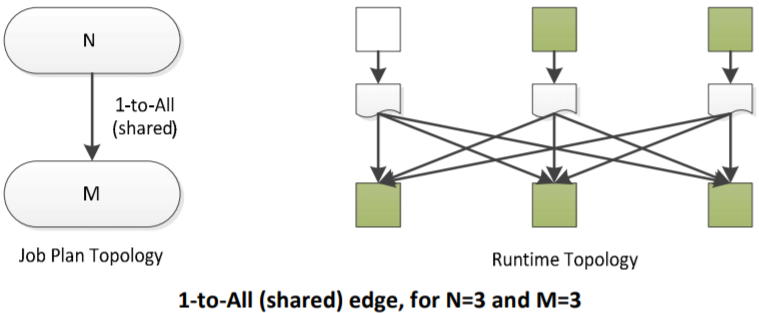 N
1-to-All
(shared)
M
Job Plan Topology
Runtime Topology
1-to-All (shared) edge, for N=3 and M=3